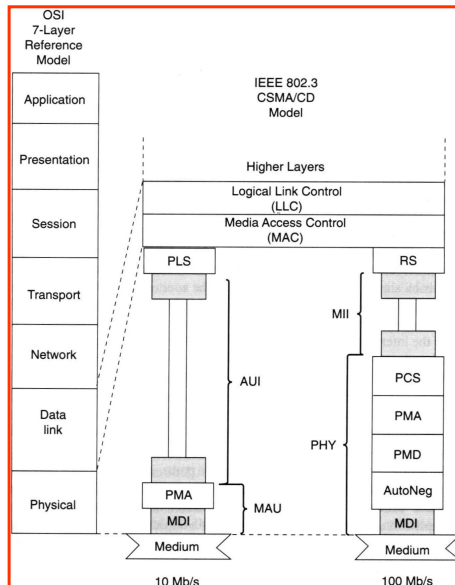 OSI
7-Layer
Reference
Model
Application
Presentation
Session
Transport
Network
Data
link
Physical
IEEE 802.3
CSMA/CD
Model
Higher Layers
Logical Link Control
(LLC)
Media Access Control
(MAC)
PLS
AUI
PMA
MAU
MDI
Medium
10 Mb/s
RS
MII
PCS
PMA
PHY
PMD
AutoNeg
MDI
Medium
100 Mb/s